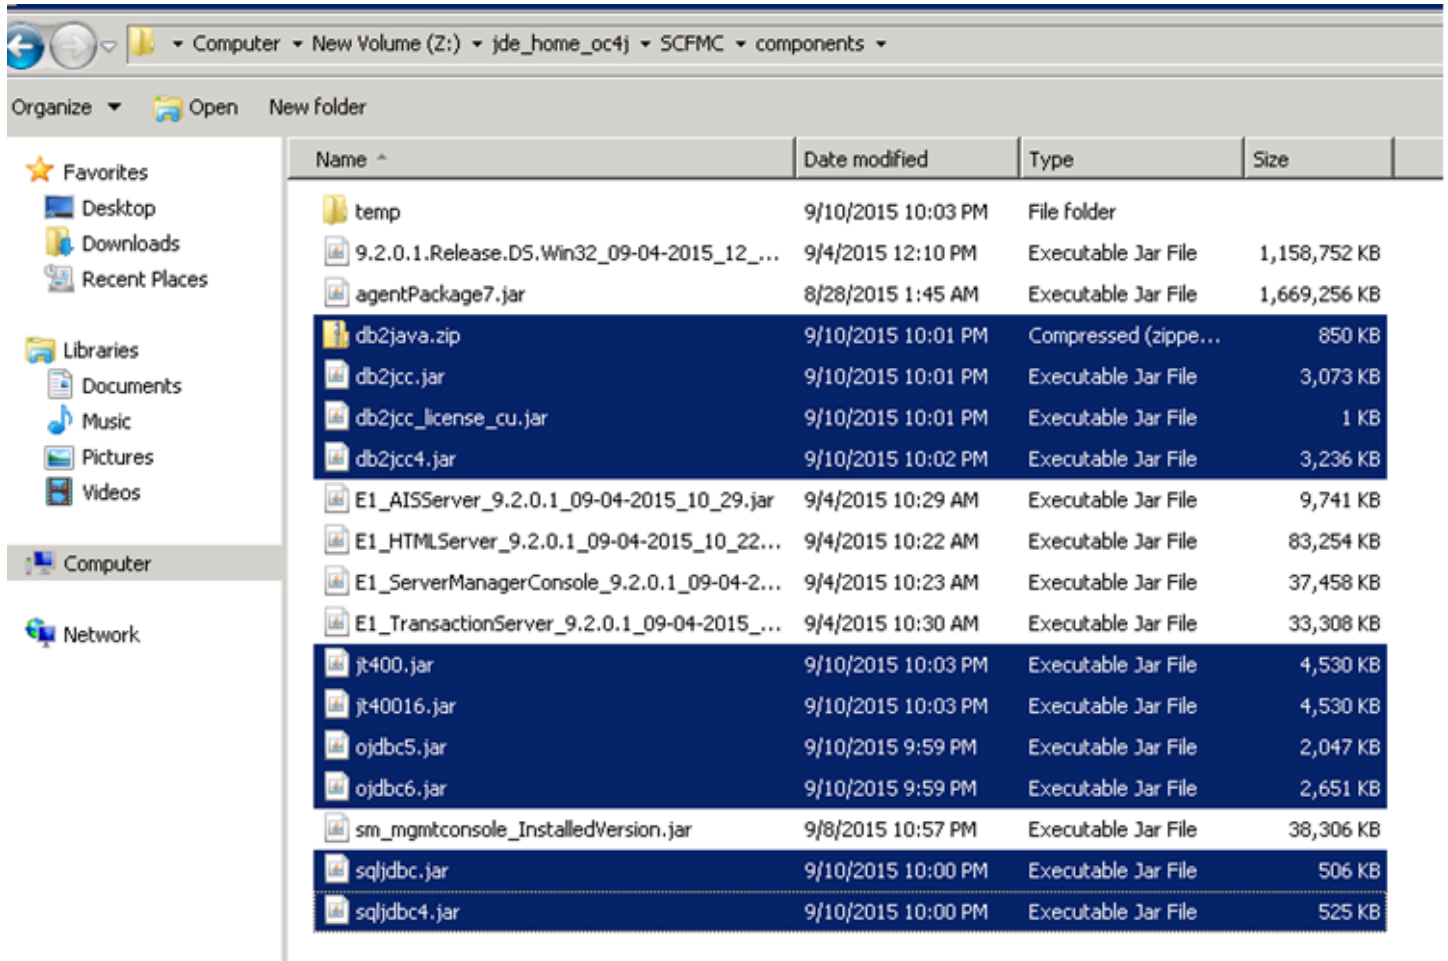 Computer New Volume (Z:) jde_home_oc4j SCFMC components
Organize Open New folder
Name Date modified Type Size
Favorites
Desktop
Downloads
Recent Places
Libraries
Documents
Music
Pictures
Videos
Computer
Network
temp 9/10/2015 10:03 PM File folder
9.2.0.1.Release.DS.Win32_09-04-2015_12_... 9/4/2015 12:10 PM Executable Jar File 1,158,752 KB
agentPackage7.jar 8/28/2015 1:45 AM Executable Jar File 1,669,256 KB
db2java.zip 9/10/2015 10:01 PM Compressed (zippe... 850 KB
db2jcc.jar 9/10/2015 10:01 PM Executable Jar File 3,073 KB
db2jcc_license_cu.jar 9/10/2015 10:01 PM Executable Jar File 1 KB
db2jcc4.jar 9/10/2015 10:02 PM Executable Jar File 3,236 KB
E1_AISServer_9.2.0.1_09-04-2015_10_29.jar 9/4/2015 10:29 AM Executable Jar File 9,741 KB
E1_HTMLServer_9.2.0.1_09-04-2015_10_22... 9/4/2015 10:22 AM Executable Jar File 83,254 KB
E1_ServerManagerConsole_9.2.0.1_09-04-2... 9/4/2015 10:23 AM Executable Jar File 37,458 KB
E1_TransactionServer_9.2.0.1_09-04-2015_... 9/4/2015 10:30 AM Executable Jar File 33,308 KB
jt400.jar 9/10/2015 10:03 PM Executable Jar File 4,530 KB
jt40016.jar 9/10/2015 10:03 PM Executable Jar File 4,530 KB
ojdbc5.jar 9/10/2015 9:59 PM Executable Jar File 2,047 KB
ojdbc6.jar 9/10/2015 9:59 PM Executable Jar File 2,651 KB
sm_mgmtconsole_InstalledVersion.jar 9/8/2015 10:57 PM Executable Jar File 38,306 KB
sqljdbc.jar 9/10/2015 10:00 PM Executable Jar File 506 KB
sqljdbc4.jar 9/10/2015 10:00 PM Executable Jar File 525 KB